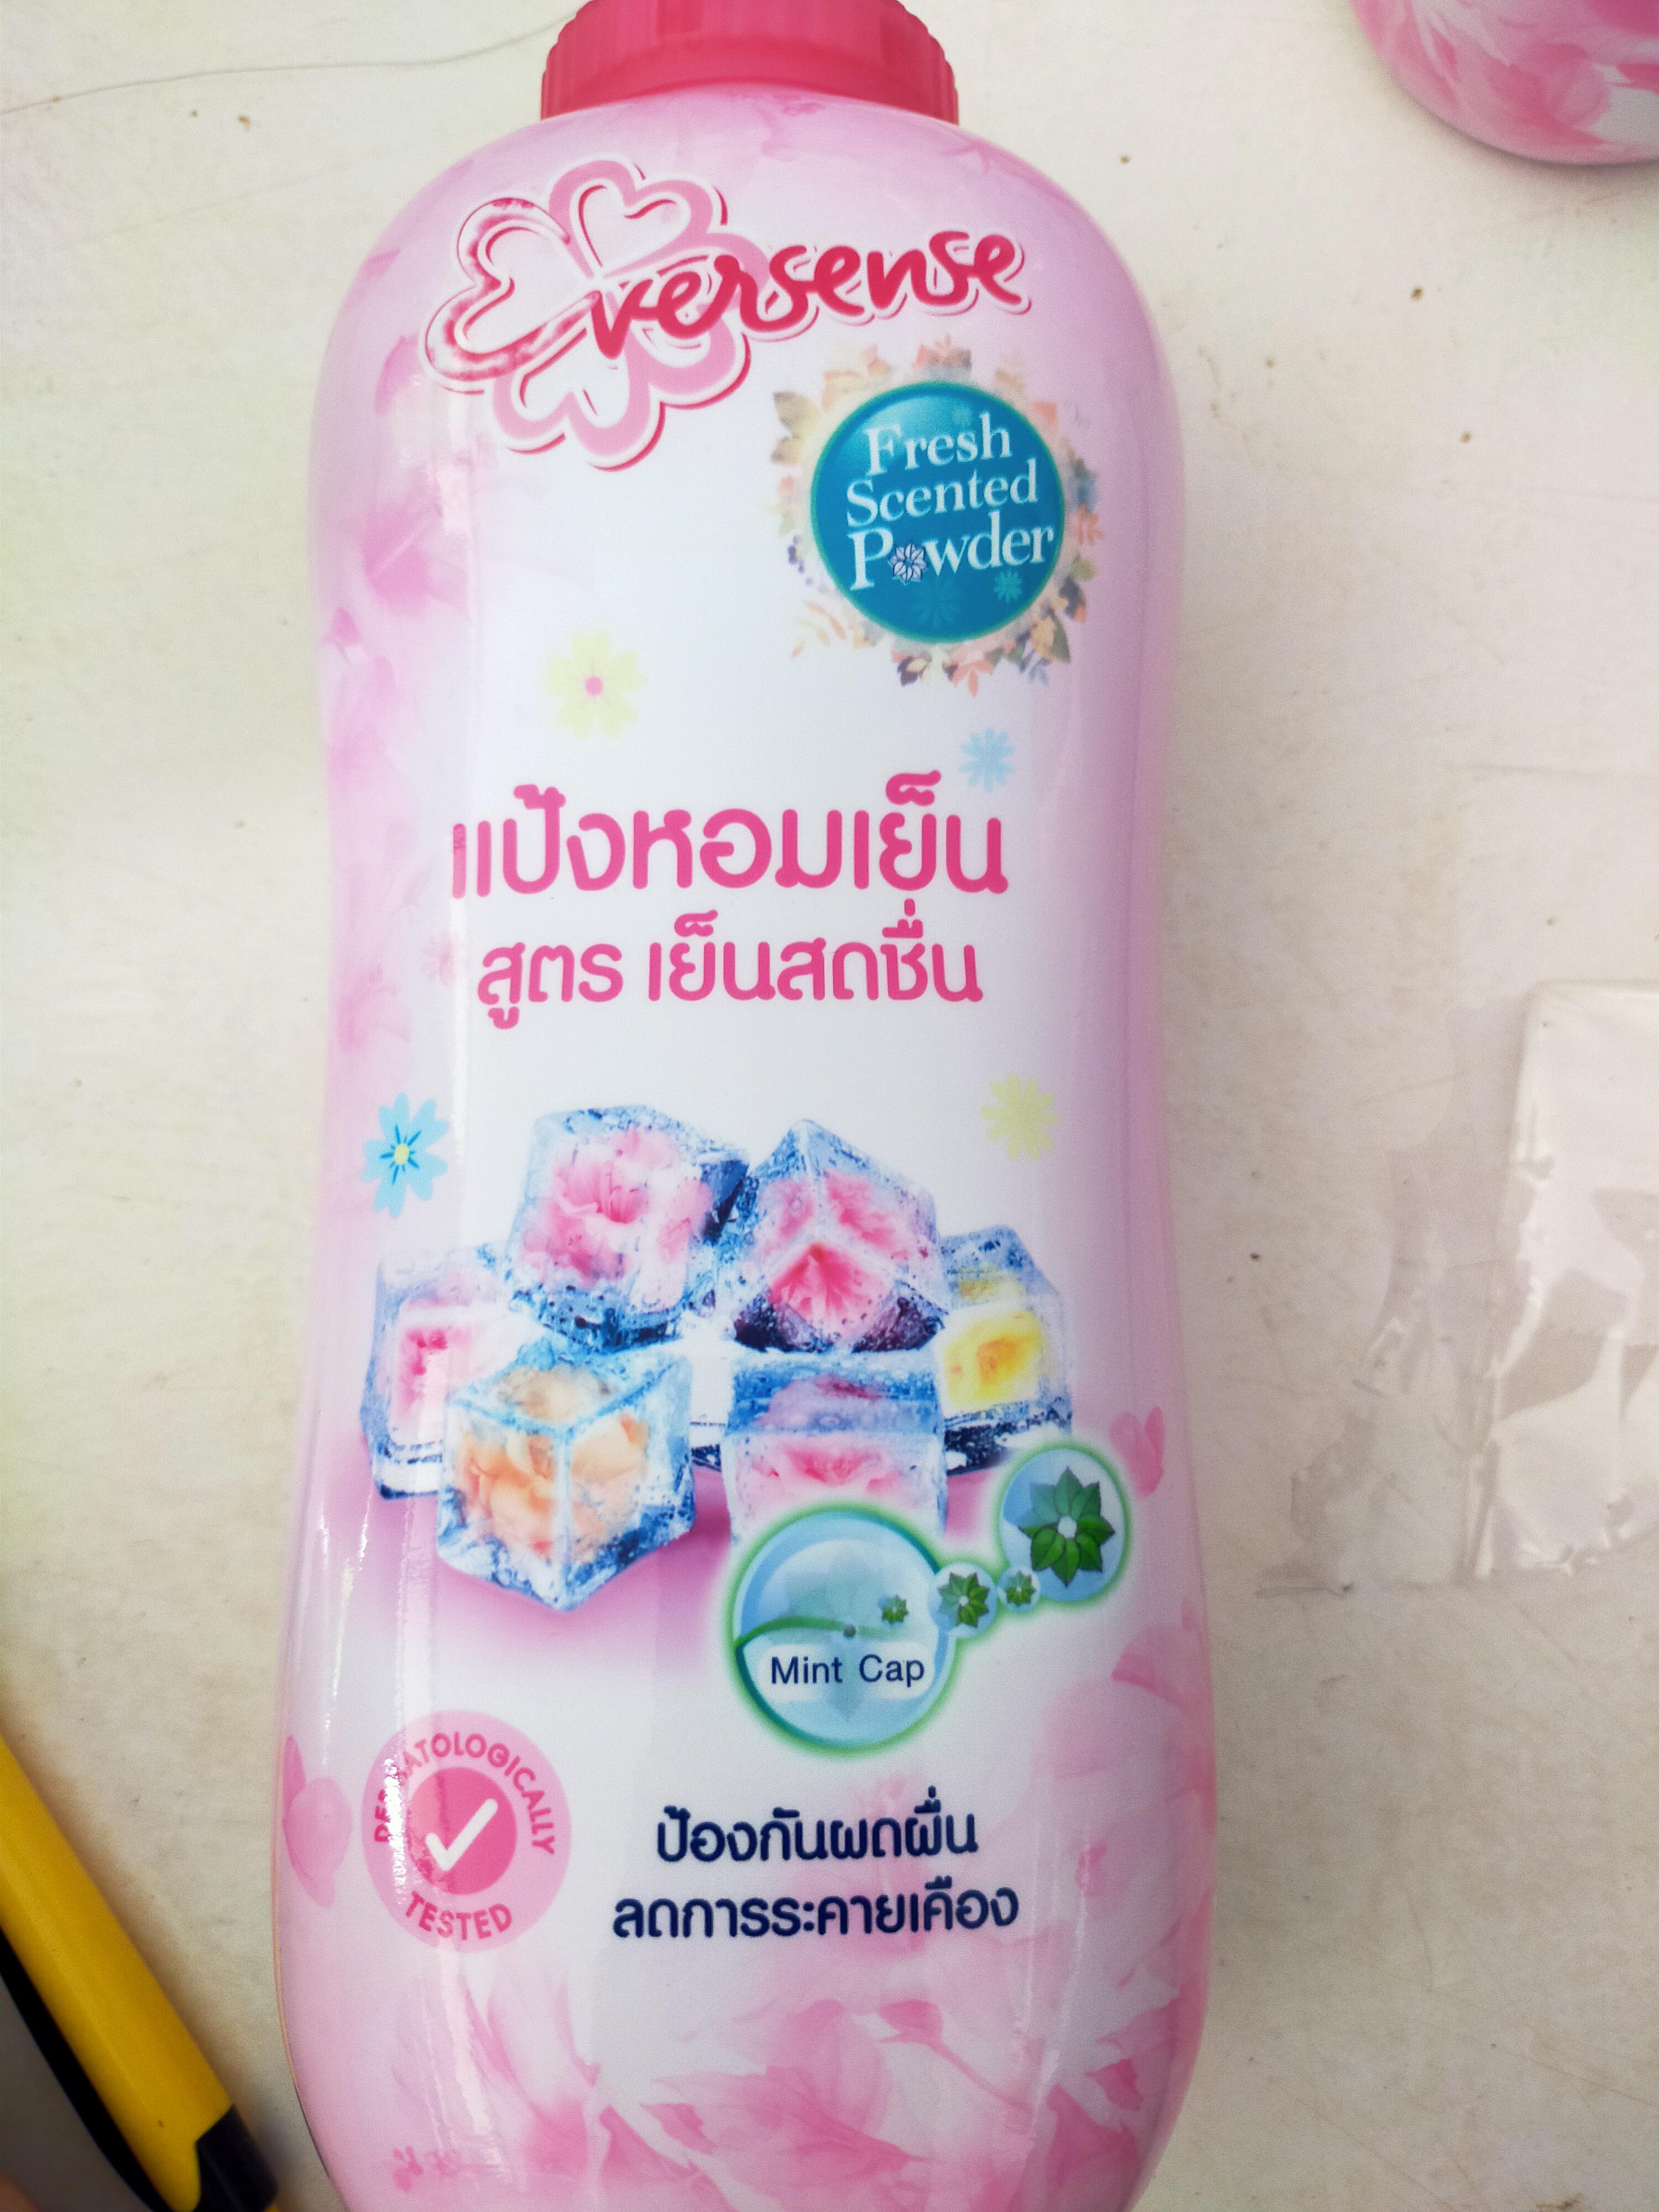 Eversense
Fresh
Scented
Powder
แป้งหอมเย็น
สูตร เย็นสดชื่น
Mint Cap
DERMATOLOGICALLY
TESTED
ป้องกันผดผื่น
ลดการระคายเคือง